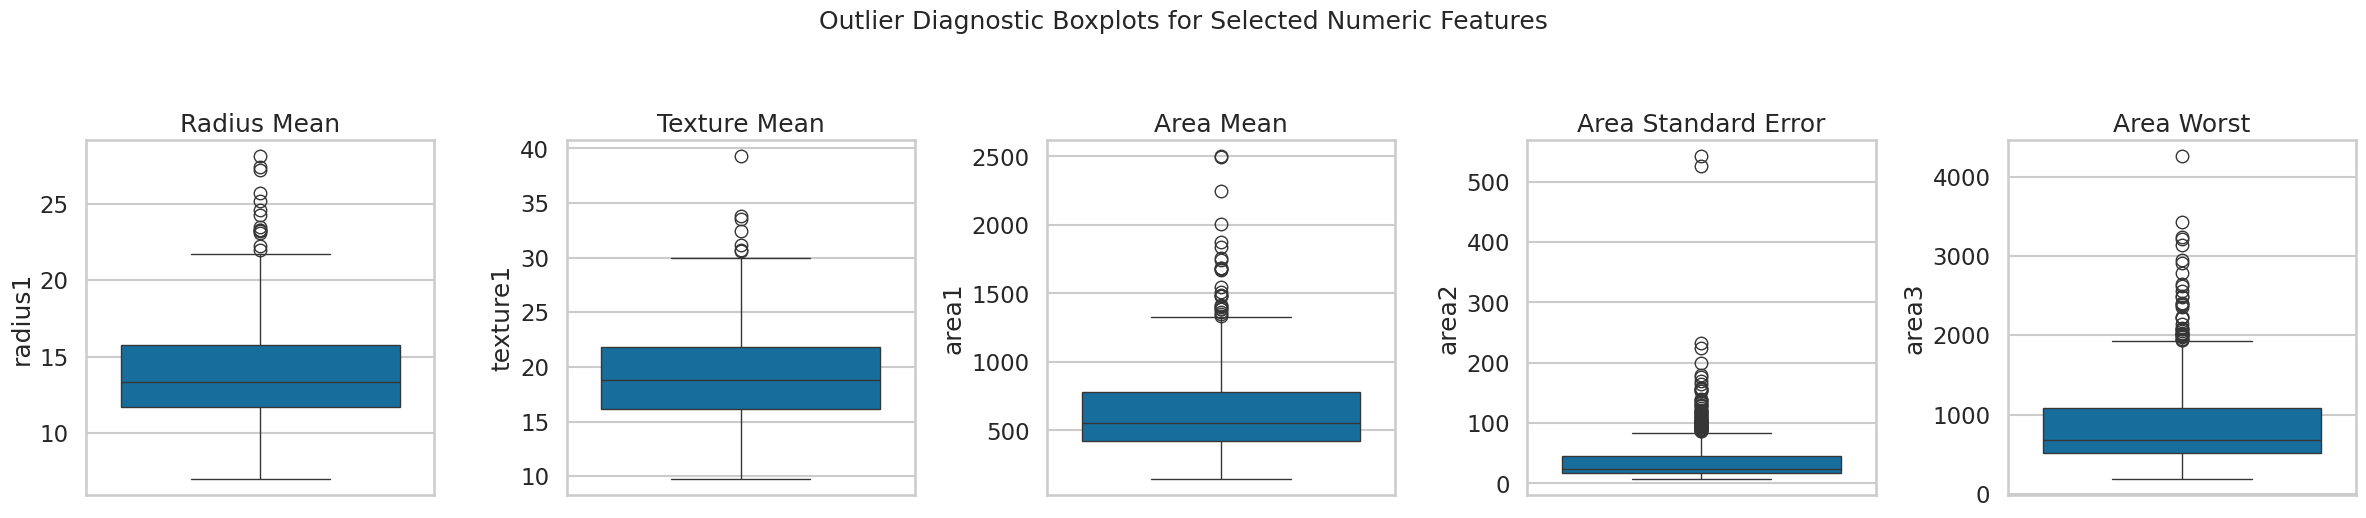 Outlier Diagnostic Boxplots for Selected Numeric Features
Radius Mean
radius1
25
20
15
10
Texture Mean
texture1
40
35
30
25
20
15
10
Area Mean
area1
2500
2000
1500
1000
500
Area Standard Error
area2
500
400
300
200
100
0
Area Worst
area3
4000
3000
2000
1000
0